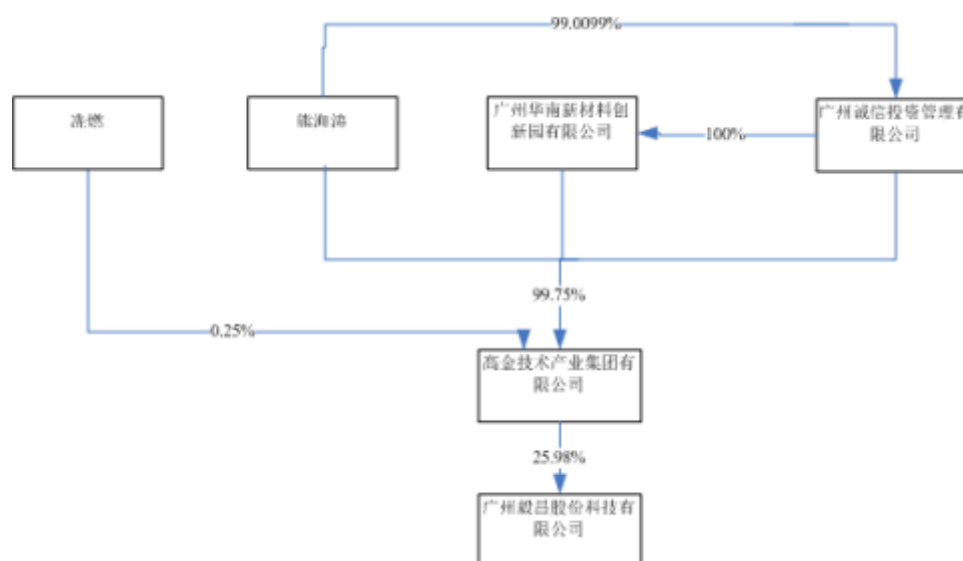 99.0099%
冼燃
熊海涛
广州华南新材料创
新园有限公司
100%
广州诚信投资管理有
限公司
99.75%
0.25%
高金技术产业集团有
限公司
25.98%
广州毅昌股份科技有
限公司